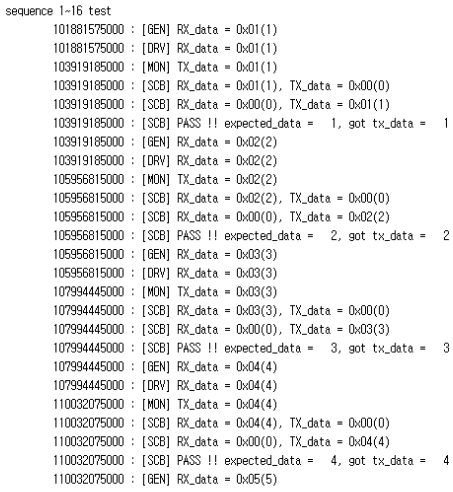 sequence 1~16 test
101881575000 : [GEN] RX_data = 0x01(1)
101881575000 : [DRV] RX_data = 0x01(1)
103919185000 : [MON] TX_data = 0x01(1)
103919185000 : [SCB] RX_data = 0x01(1), TX_data = 0x00(0)
103919185000 : [SCB] RX_data = 0x00(0), TX_data = 0x01(1)
103919185000 : [SCB] PASS !! expected_data =   1, got tx_data =   1
103919185000 : [GEN] RX_data = 0x02(2)
103919185000 : [DRV] RX_data = 0x02(2)
105956815000 : [MON] TX_data = 0x02(2)
105956815000 : [SCB] RX_data = 0x02(2), TX_data = 0x00(0)
105956815000 : [SCB] RX_data = 0x00(0), TX_data = 0x02(2)
105956815000 : [SCB] PASS !! expected_data =   2, got tx_data =   2
105956815000 : [GEN] RX_data = 0x03(3)
105956815000 : [DRV] RX_data = 0x03(3)
107994445000 : [MON] TX_data = 0x03(3)
107994445000 : [SCB] RX_data = 0x03(3), TX_data = 0x00(0)
107994445000 : [SCB] RX_data = 0x00(0), TX_data = 0x03(3)
107994445000 : [SCB] PASS !! expected_data =   3, got tx_data =   3
107994445000 : [GEN] RX_data = 0x04(4)
107994445000 : [DRV] RX_data = 0x04(4)
110032075000 : [MON] TX_data = 0x04(4)
110032075000 : [SCB] RX_data = 0x04(4), TX_data = 0x00(0)
110032075000 : [SCB] RX_data = 0x00(0), TX_data = 0x04(4)
110032075000 : [SCB] PASS !! expected_data =   4, got tx_data =   4
110032075000 : [GEN] RX_data = 0x05(5)